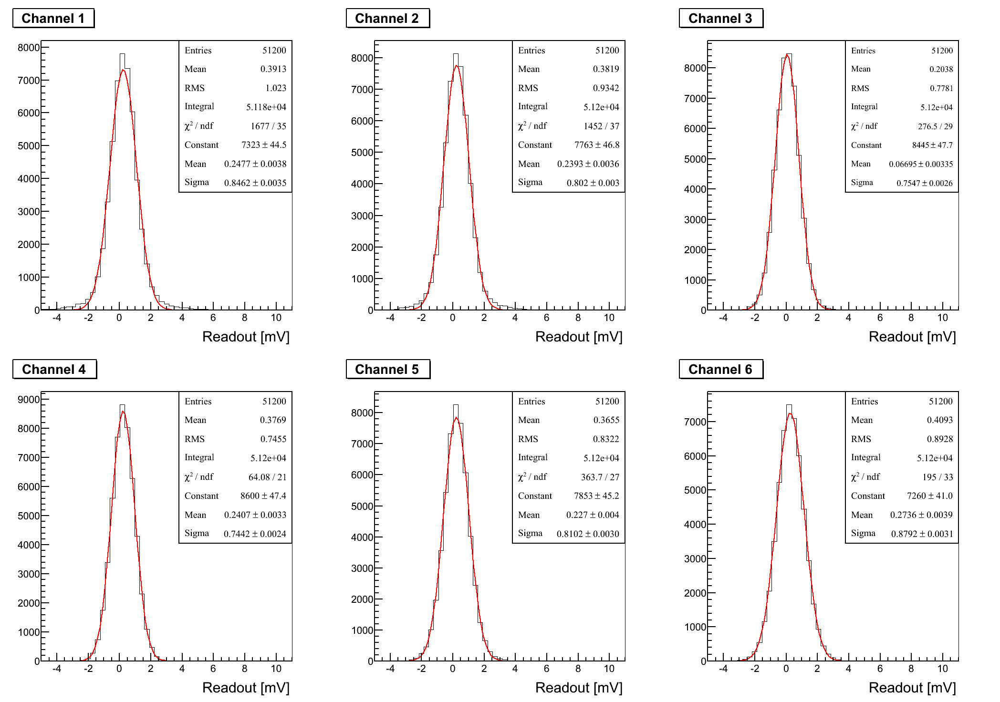 Channel 1
8000
7000
6000
5000
4000
3000
2000
1000
0
-4 -2 0 2 4 6 8 10
Readout [mV]
Entries 51200
Mean 0.3913
RMS 1.023
Integral 5.118e+04
χ² / ndf 1677 / 35
Constant 7323 ± 44.5
Mean 0.2477 ± 0.0038
Sigma 0.8462 ± 0.0035
Channel 2
8000
7000
6000
5000
4000
3000
2000
1000
0
-4 -2 0 2 4 6 8 10
Readout [mV]
Entries 51200
Mean 0.3819
RMS 0.9342
Integral 5.12e+04
χ² / ndf 1452 / 37
Constant 7763 ± 46.8
Mean 0.2393 ± 0.0036
Sigma 0.802 ± 0.003
Channel 3
8000
7000
6000
5000
4000
3000
2000
1000
0
-4 -2 0 2 4 6 8 10
Readout [mV]
Entries 51200
Mean 0.2038
RMS 0.7781
Integral 5.12e+04
χ² / ndf 276.5 / 29
Constant 8445 ± 47.7
Mean 0.06695 ± 0.00335
Sigma 0.7547 ± 0.0026
Channel 4
9000
8000
7000
6000
5000
4000
3000
2000
1000
0
-4 -2 0 2 4 6 8 10
Readout [mV]
Entries 51200
Mean 0.3769
RMS 0.7455
Integral 5.12e+04
χ² / ndf 64.08 / 21
Constant 8600 ± 47.4
Mean 0.2407 ± 0.0033
Sigma 0.7442 ± 0.0024
Channel 5
8000
7000
6000
5000
4000
3000
2000
1000
0
-4 -2 0 2 4 6 8 10
Readout [mV]
Entries 51200
Mean 0.3655
RMS 0.8322
Integral 5.12e+04
χ² / ndf 363.7 / 27
Constant 7853 ± 45.2
Mean 0.227 ± 0.004
Sigma 0.8102 ± 0.0030
Channel 6
7000
6000
5000
4000
3000
2000
1000
0
-4 -2 0 2 4 6 8 10
Readout [mV]
Entries 51200
Mean 0.4093
RMS 0.8928
Integral 5.12e+04
χ² / ndf 195 / 33
Constant 7260 ± 41.0
Mean 0.2736 ± 0.0039
Sigma 0.8792 ± 0.0031